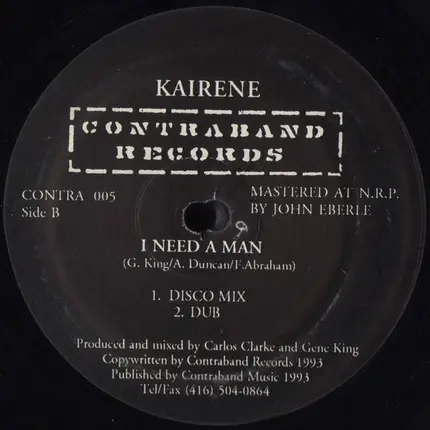 KAIRENE
CONTRABAND
RECORDS
CONTRA 005
Side B
MASTERED AT N.R.P.
BY JOHN EBERLE
I NEED A MAN
(G. King/A. Duncan/F.Abraham)
1. DISCO MIX
2. DUB
Produced and mixed by Carlos Clarke and Gene King
Copywritten by Contraband Records 1993
Published by Contraband Music 1993
Tel/Fax (416) 504-0864